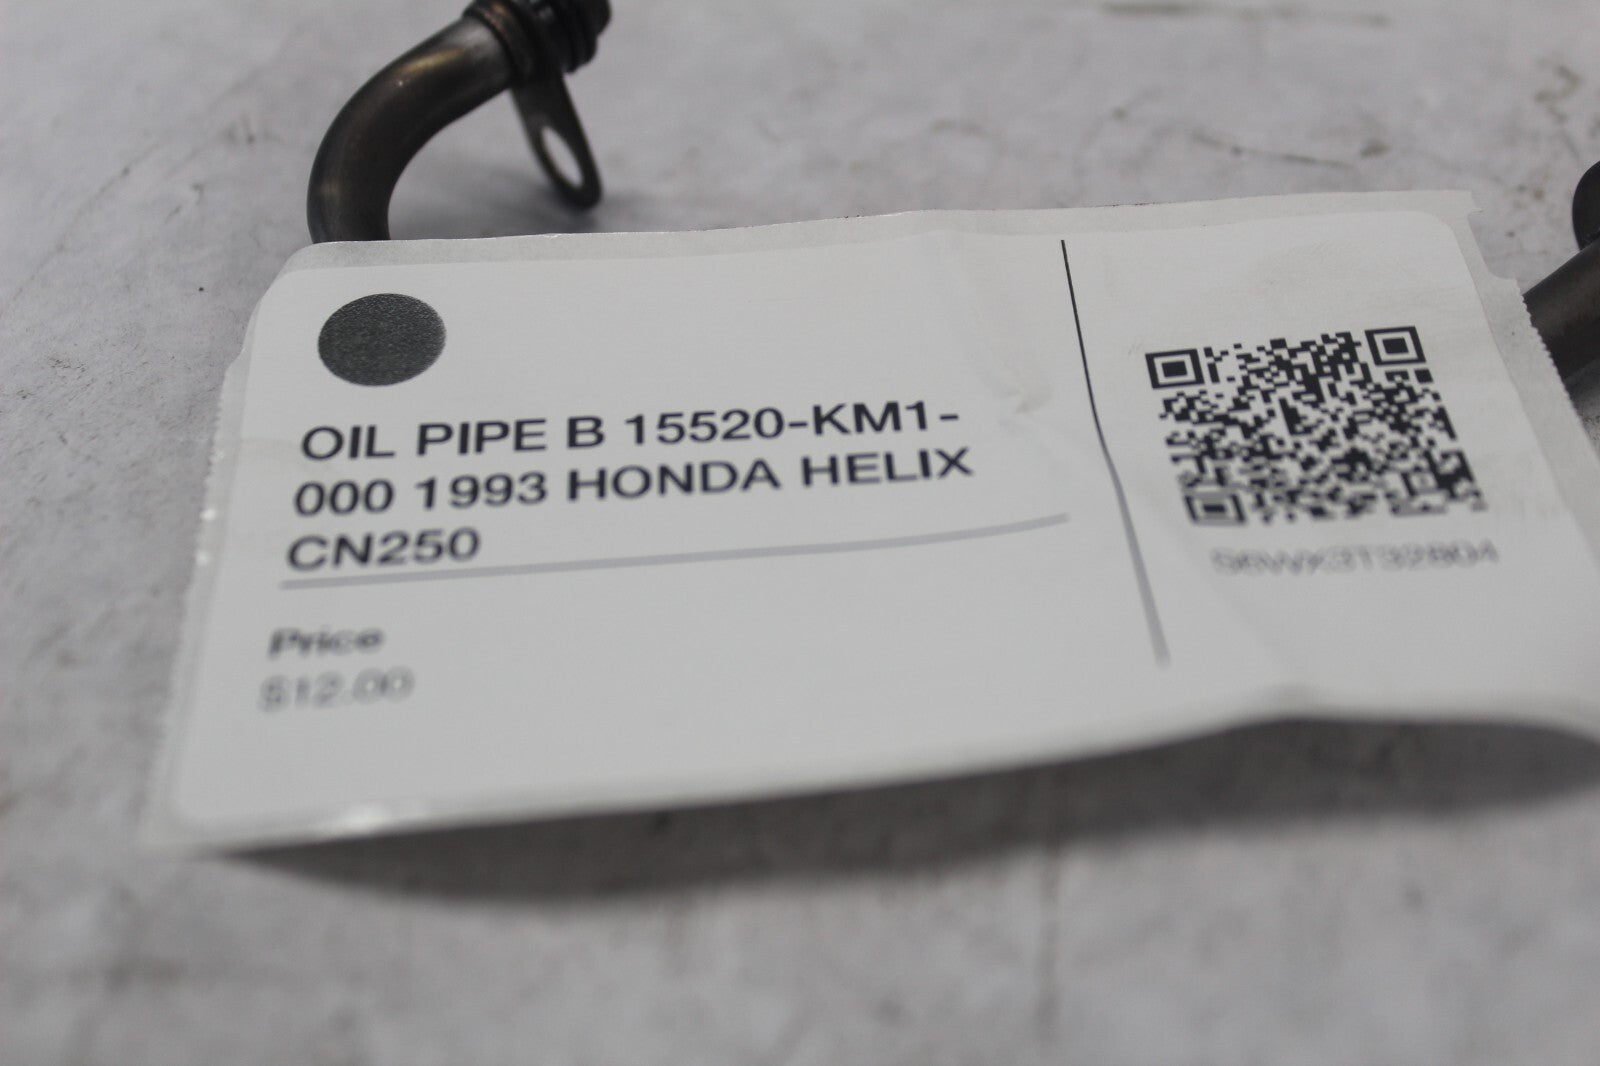 OIL PIPE B 15520-KM1-
000 1993 HONDA HELIX
CN250
Price
$12.00